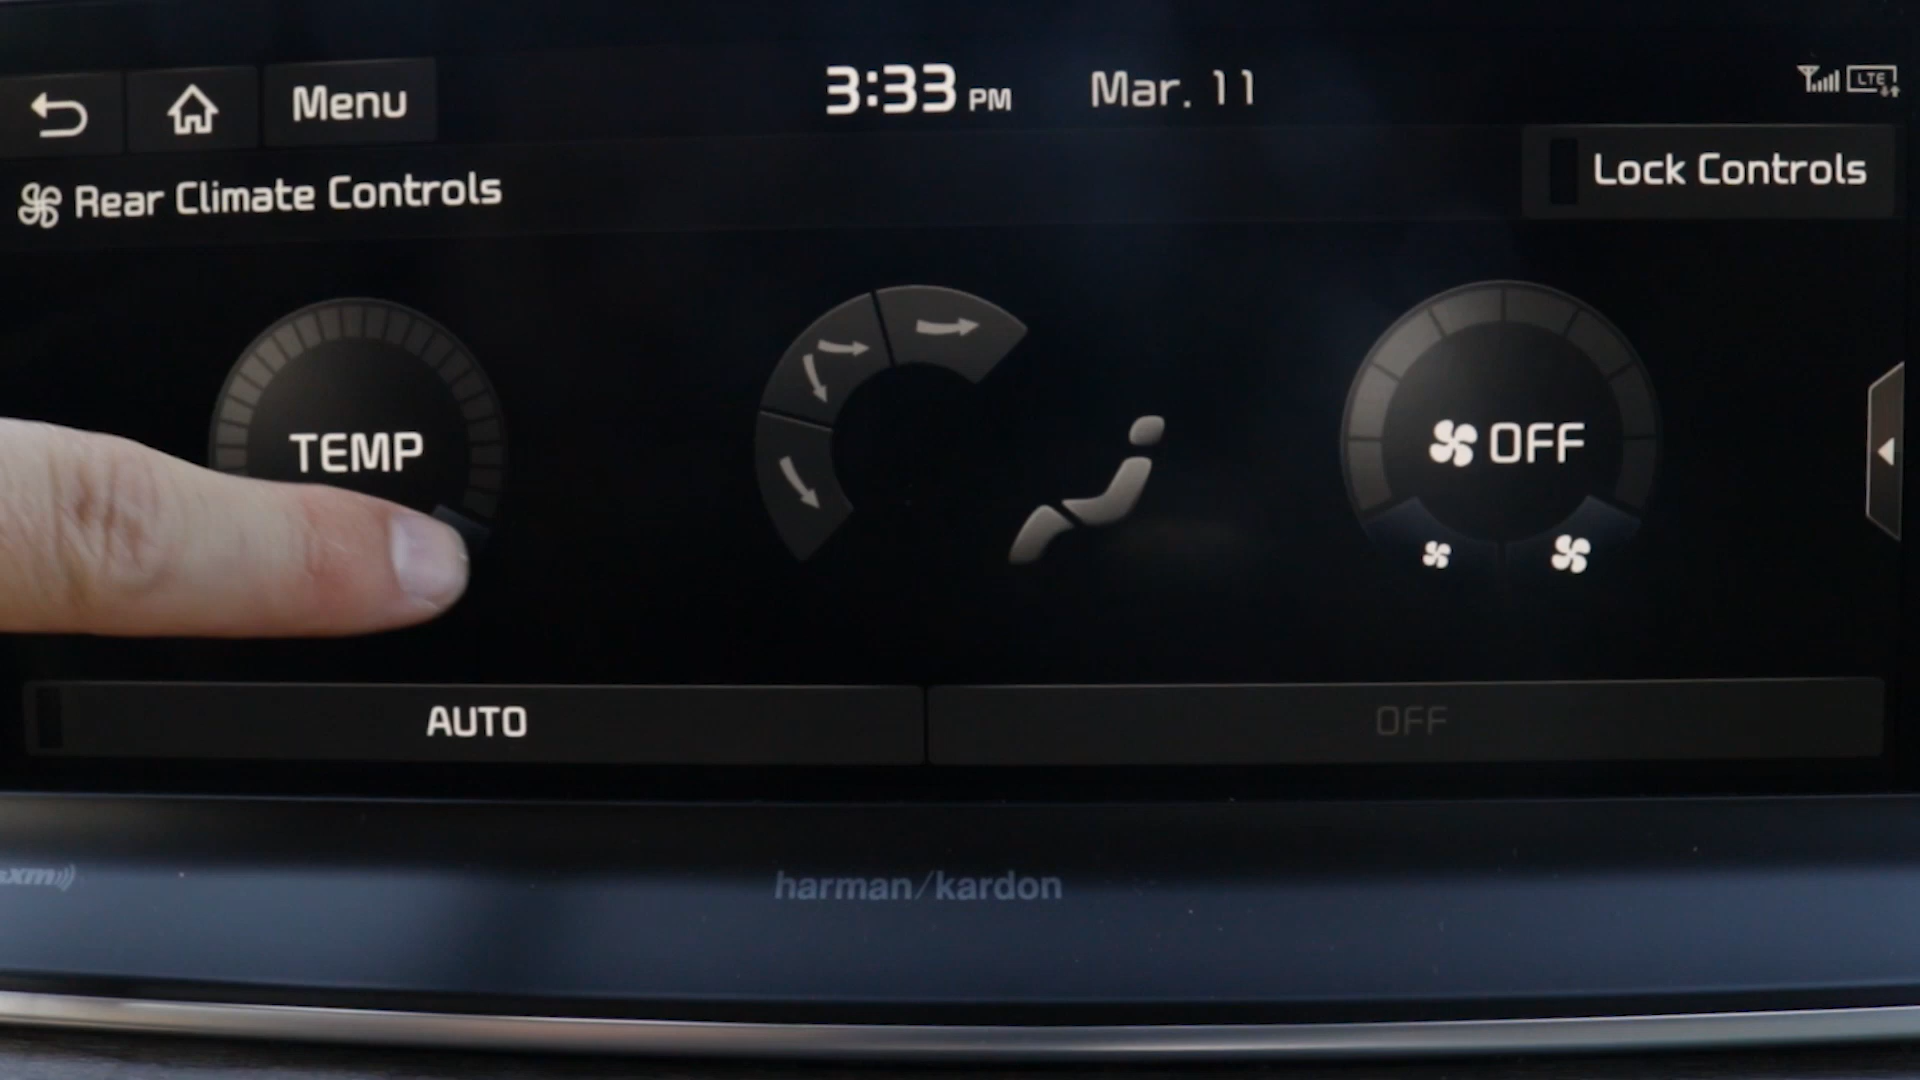 Menu
3:33 PM
Mar. 11
LTE
Rear Climate Controls
Lock Controls
TEMP
OFF
AUTO
OFF
harman/kardon